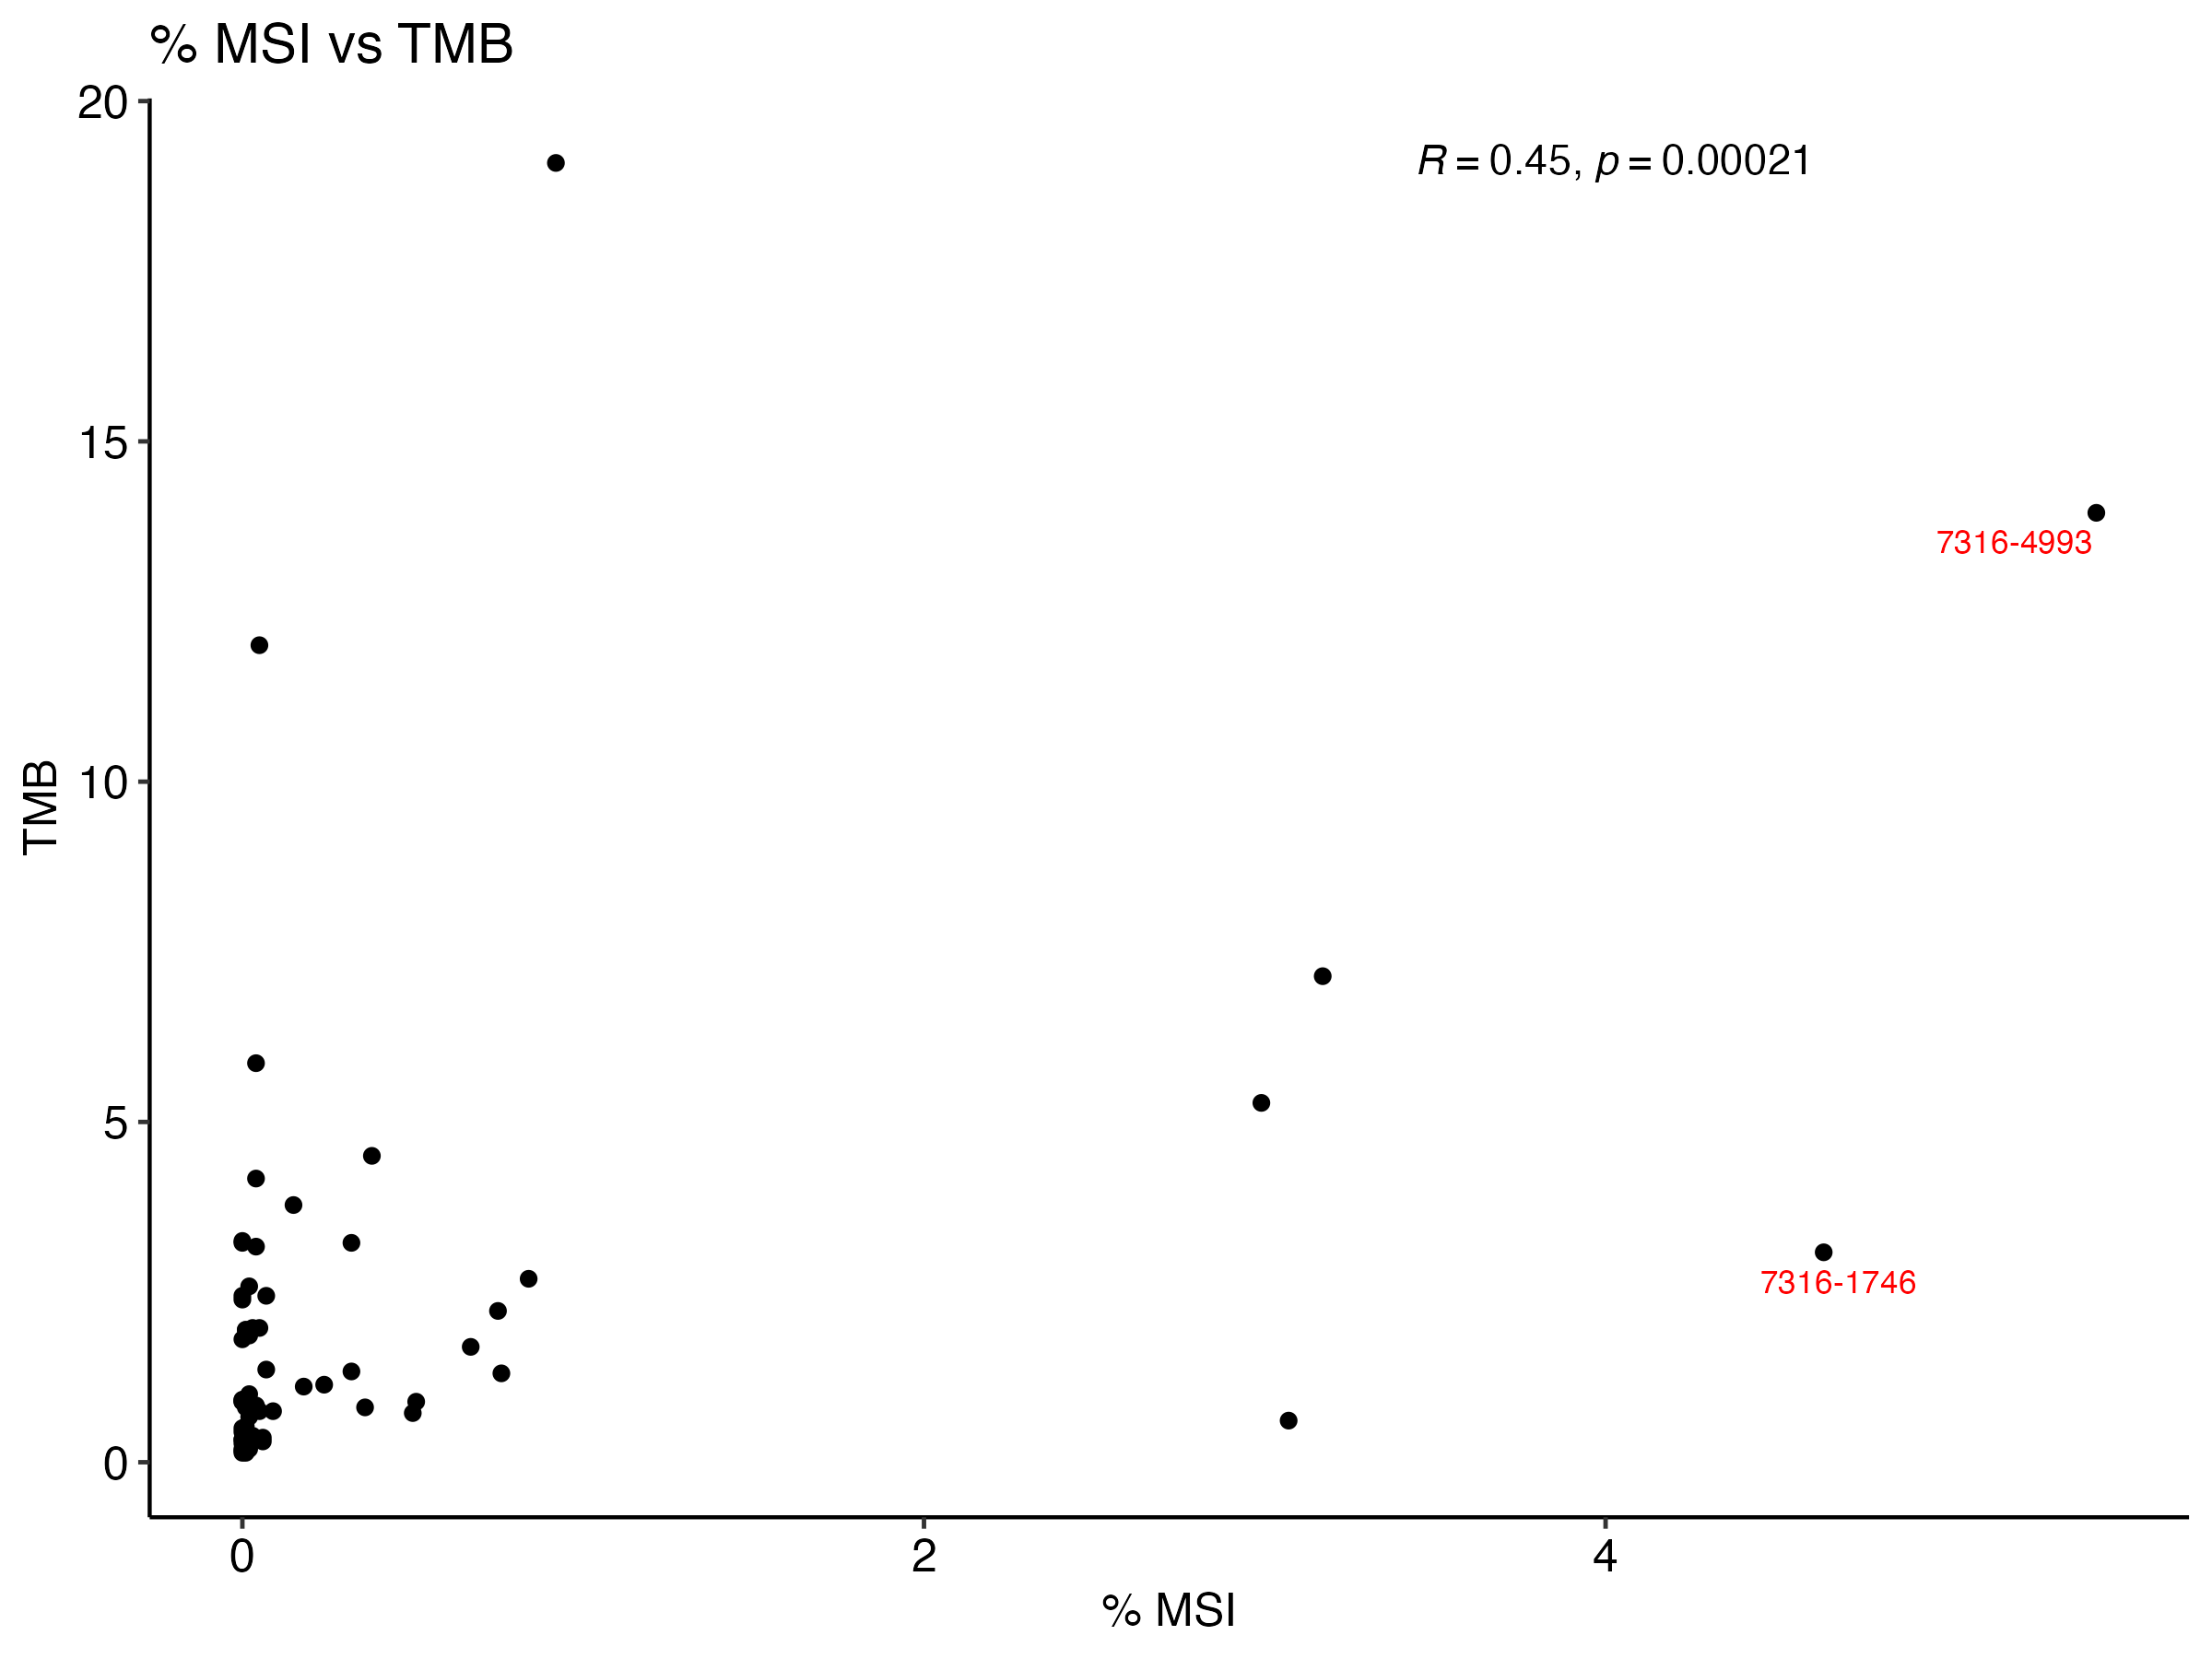 % MSI vs TMB
20
R = 0.45, p = 0.00021
15
7316-4993
10
TMB
5
7316-1746
0
0 2 4
% MSI